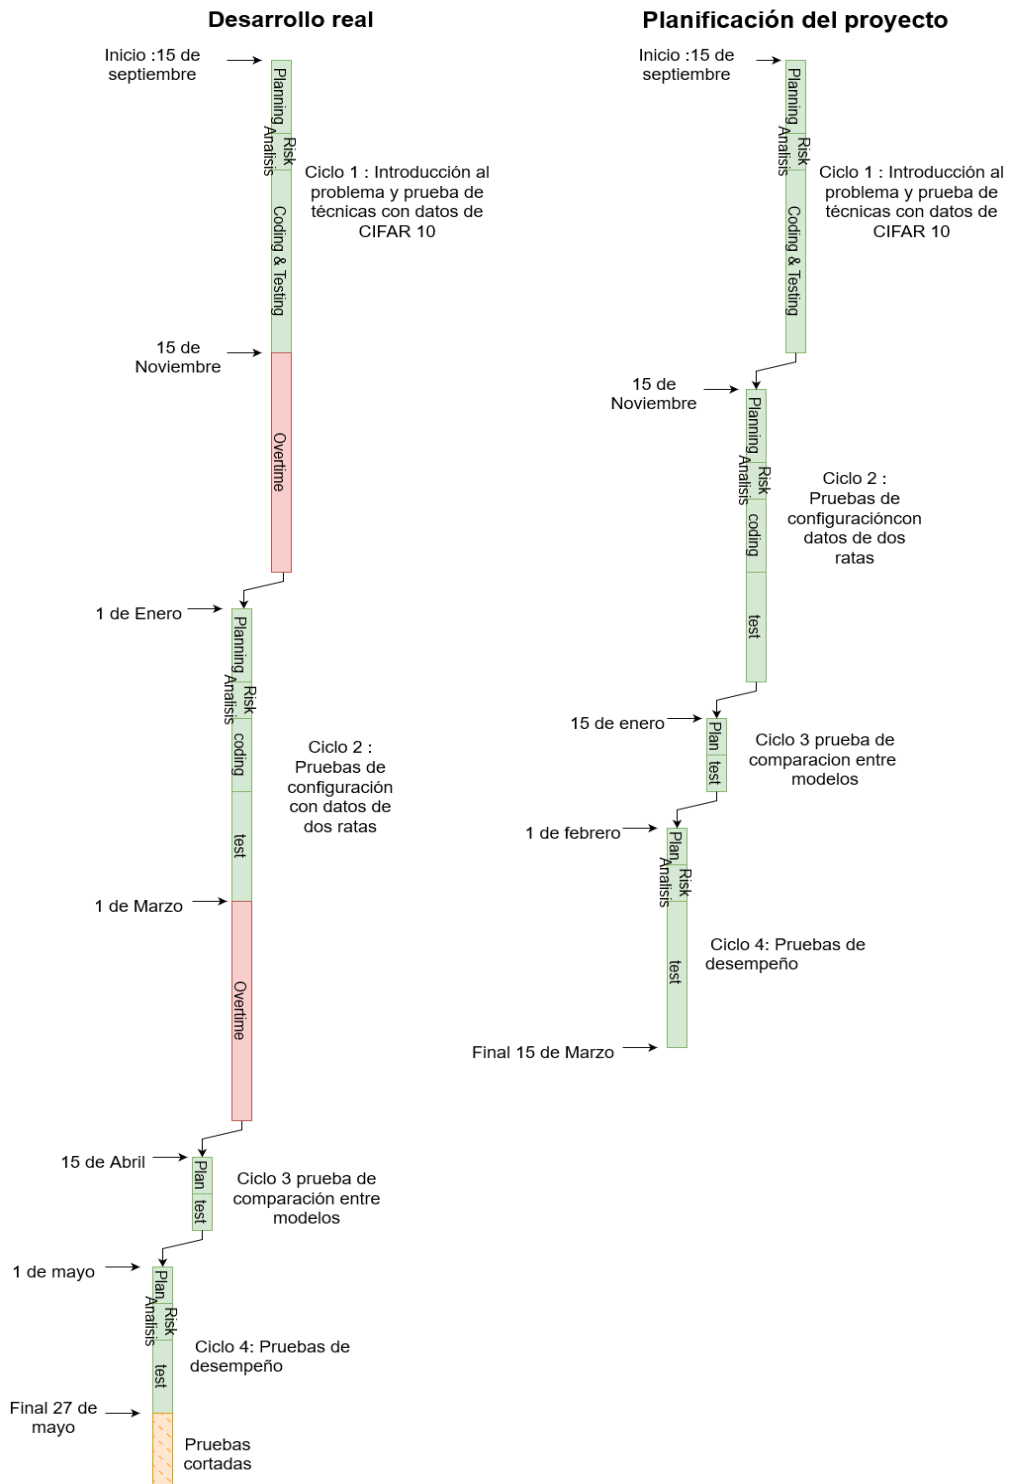 Desarrollo real
Inicio :15 de
septiembre
Planning
Risk
Analisis
Coding & Testing
Ciclo 1 : Introducción al
problema y prueba de
técnicas con datos de
CIFAR 10
15 de
Noviembre
Overtime
1 de Enero
Planning
Risk
Analisis
coding
test
Ciclo 2 :
Pruebas de
configuración
con datos de
dos ratas
1 de Marzo
Overtime
15 de Abril
Plan
test
Ciclo 3 prueba de
comparación entre
modelos
1 de mayo
Plan
Risk
Analisis
test
Ciclo 4: Pruebas de
desempeño
Final 27 de
mayo
Pruebas
cortadas
Planificación del proyecto
Inicio :15 de
septiembre
Planning
Risk
Analisis
Coding & Testing
Ciclo 1 : Introducción al
problema y prueba de
técnicas con datos de
CIFAR 10
15 de
Noviembre
Planning
Risk
Analisis
coding
test
Ciclo 2 :
Pruebas de
configuracióncon
datos de dos
ratas
15 de enero
Plan
test
Ciclo 3 prueba de
comparacion entre
modelos
1 de febrero
Plan
Risk
Analisis
test
Ciclo 4: Pruebas de
desempeño
Final 15 de Marzo